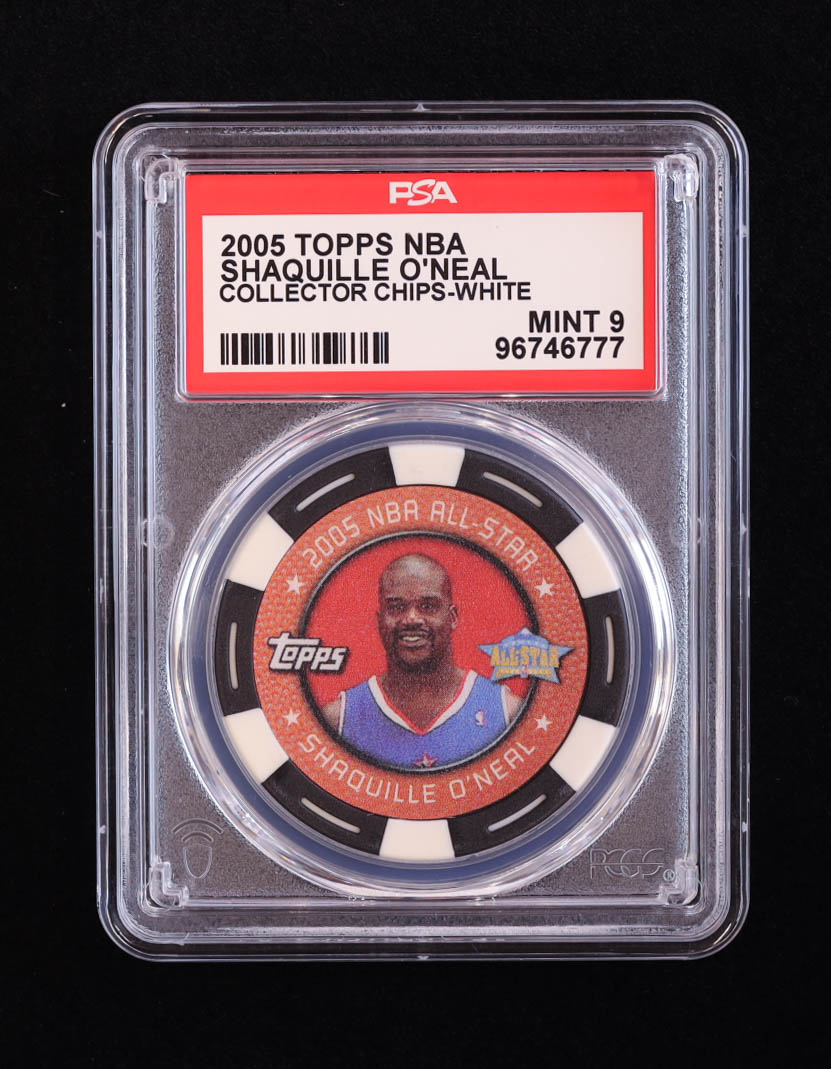 PSA
2005 TOPPS NBA
SHAQUILLE O'NEAL
COLLECTOR CHIPS-WHITE
MINT 9
96746777
2005 NBA ALL-STAR
TOPPS
ALL-STAR
SHAQUILLE O'NEAL
PCGS®